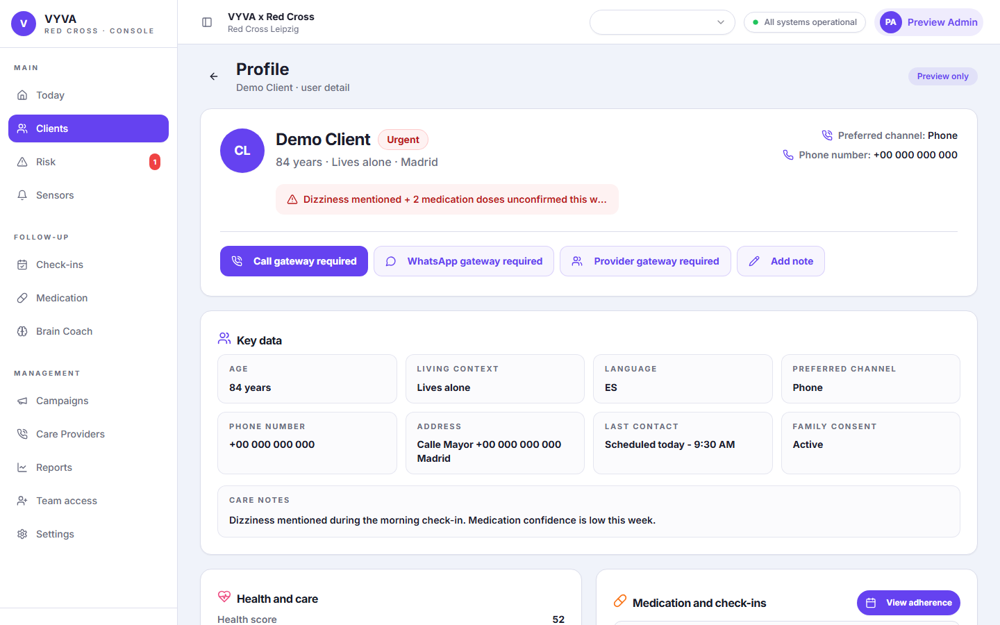 V
VYVA
RED CROSS · CONSOLE
VYVA x Red Cross
Red Cross Leipzig
All systems operational
PA
Preview Admin
MAIN
Today
Clients
Risk
1
Sensors
FOLLOW-UP
Check-ins
Medication
Brain Coach
MANAGEMENT
Campaigns
Care Providers
Reports
Team access
Settings
Profile
Demo Client · user detail
Preview only
CL
Demo Client
Urgent
84 years · Lives alone · Madrid
Preferred channel: Phone
Phone number: +00 000 000 000
Dizziness mentioned + 2 medication doses unconfirmed this w...
Call gateway required
WhatsApp gateway required
Provider gateway required
Add note
Key data
AGE
84 years
LIVING CONTEXT
Lives alone
LANGUAGE
ES
PREFERRED CHANNEL
Phone
PHONE NUMBER
+00 000 000 000
ADDRESS
Calle Mayor +00 000 000 000
Madrid
LAST CONTACT
Scheduled today - 9:30 AM
FAMILY CONSENT
Active
CARE NOTES
Dizziness mentioned during the morning check-in. Medication confidence is low this week.
Health and care
Health score
52
Medication and check-ins
View adherence